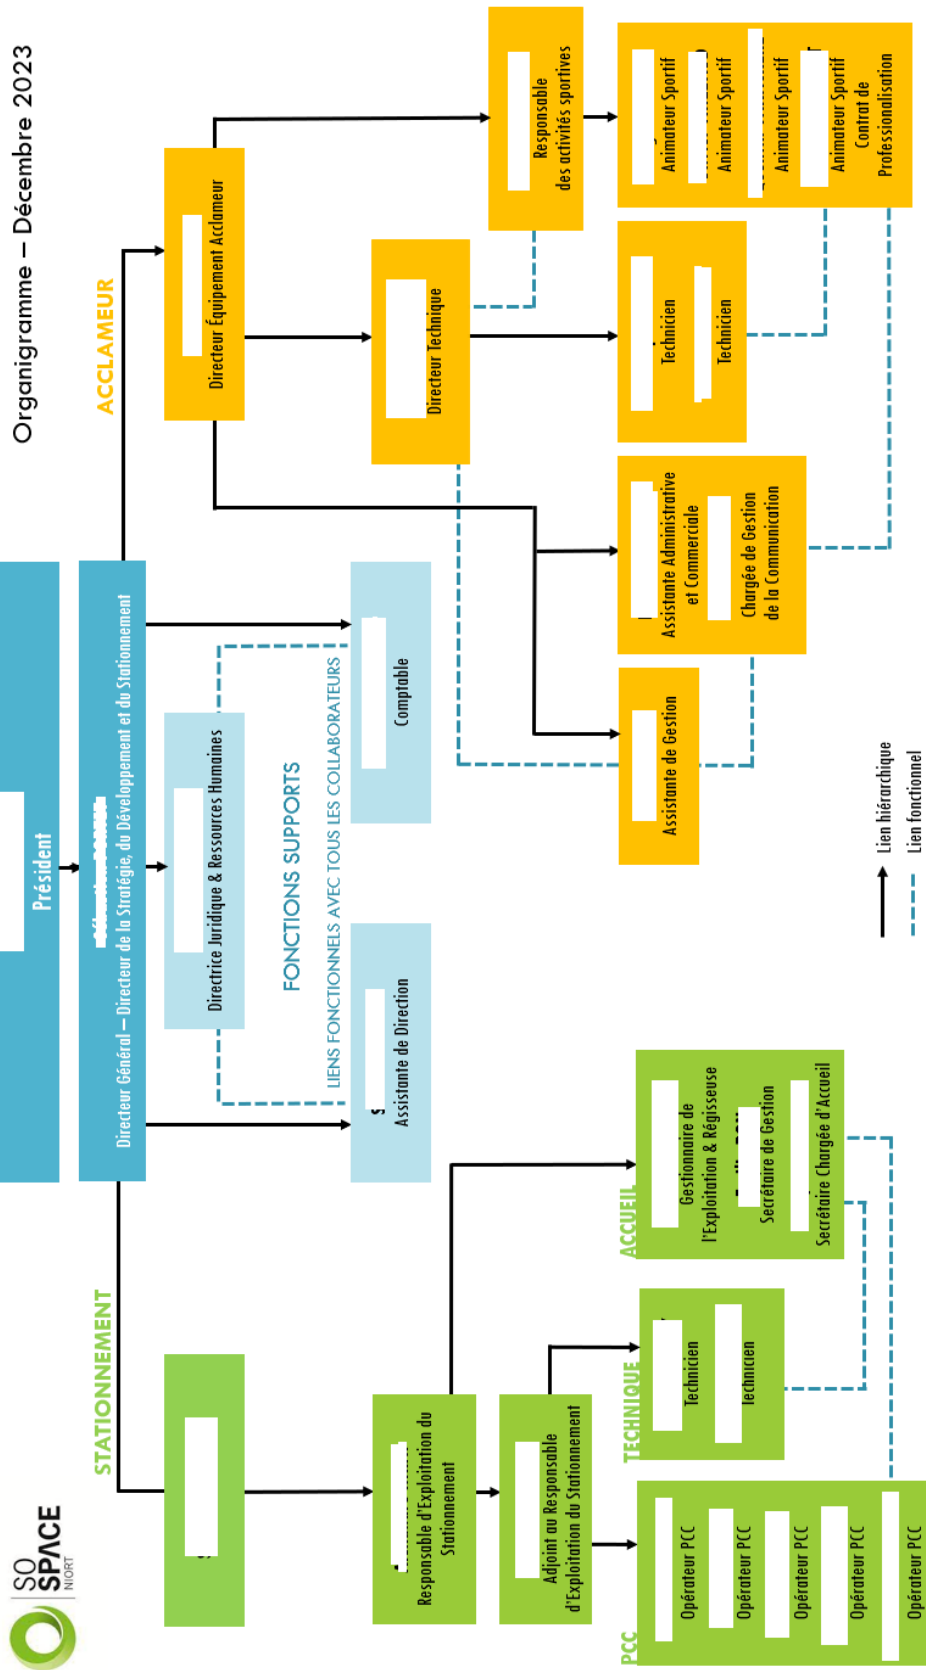 SO
SPACE
NIORT
Organigramme – Décembre 2023
Président
Directeur Général – Directeur de la Stratégie, du Développement et du Stationnement
STATIONNEMENT
ACCLAMEUR
Directrice Juridique & Ressources Humaines
Directeur Équipement Acclameur
FONCTIONS SUPPORTS
LIENS FONCTIONNELS AVEC TOUS LES COLLABORATEURS
S
Assistante de Direction
Comptable
Responsable d'Exploitation du
Stationnement
Directeur Technique
Adjoint au Responsable
d'Exploitation du Stationnement
Responsable
des activités sportives
PCC
Opérateur PCC
Opérateur PCC
Opérateur PCC
Opérateur PCC
Opérateur PCC
TECHNIQUE
Technicien
Technicien
ACCUEIL
Gestionnaire de
l'Exploitation & Régisseuse
Secrétaire de Gestion
Secrétaire Chargée d'Accueil
Assistante de Gestion
Assistante Administrative
et Commerciale
Chargée de Gestion
de la Communication
Technicien
Technicien
Animateur Sportif
Animateur Sportif
Animateur Sportif
Animateur Sportif
Contrat de
Professionalisation
Lien hiérarchique
Lien fonctionnel